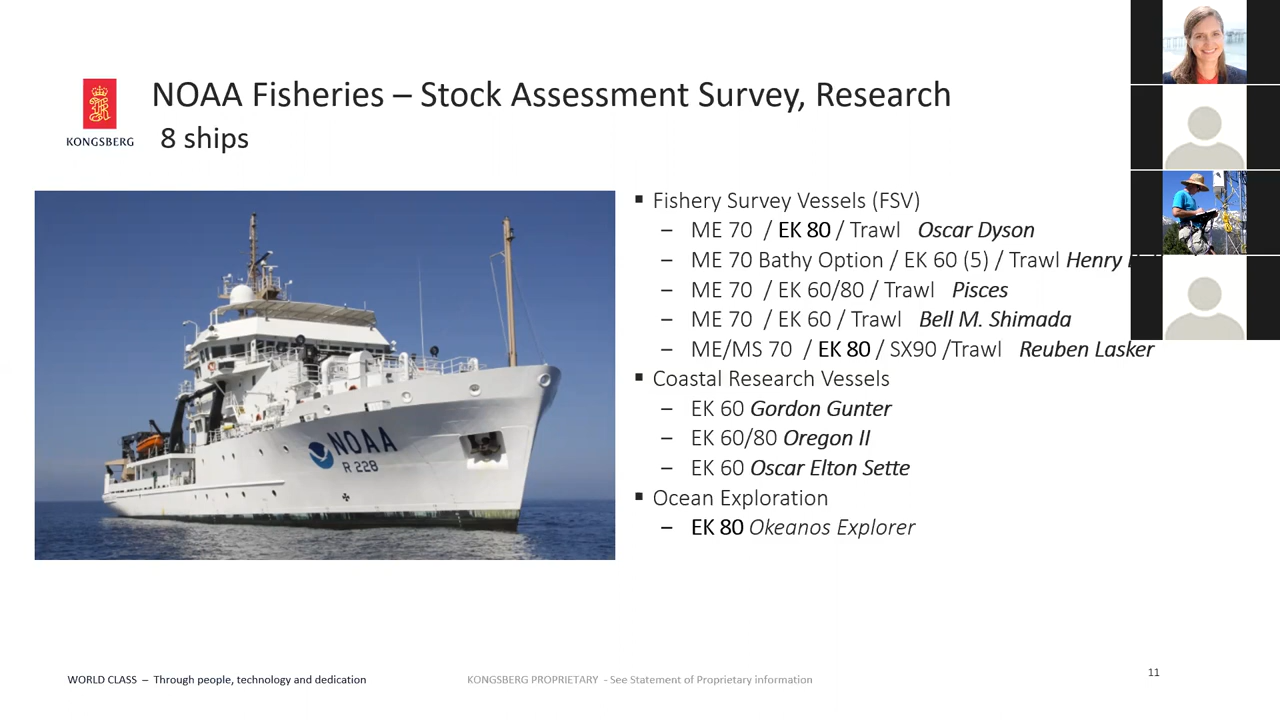 NOAA Fisheries – Stock Assessment Survey, Research
8 ships
KONGSBERG
NOAA
R 228
▪ Fishery Survey Vessels (FSV)
– ME 70 / EK 80 / Trawl Oscar Dyson
– ME 70 Bathy Option / EK 60 (5) / Trawl Henry
– ME 70 / EK 60/80 / Trawl Pisces
– ME 70 / EK 60 / Trawl Bell M. Shimada
– ME/MS 70 / EK 80 / SX90 /Trawl Reuben Lasker
▪ Coastal Research Vessels
– EK 60 Gordon Gunter
– EK 60/80 Oregon II
– EK 60 Oscar Elton Sette
▪ Ocean Exploration
– EK 80 Okeanos Explorer
WORLD CLASS – Through people, technology and dedication
KONGSBERG PROPRIETARY - See Statement of Proprietary information
11